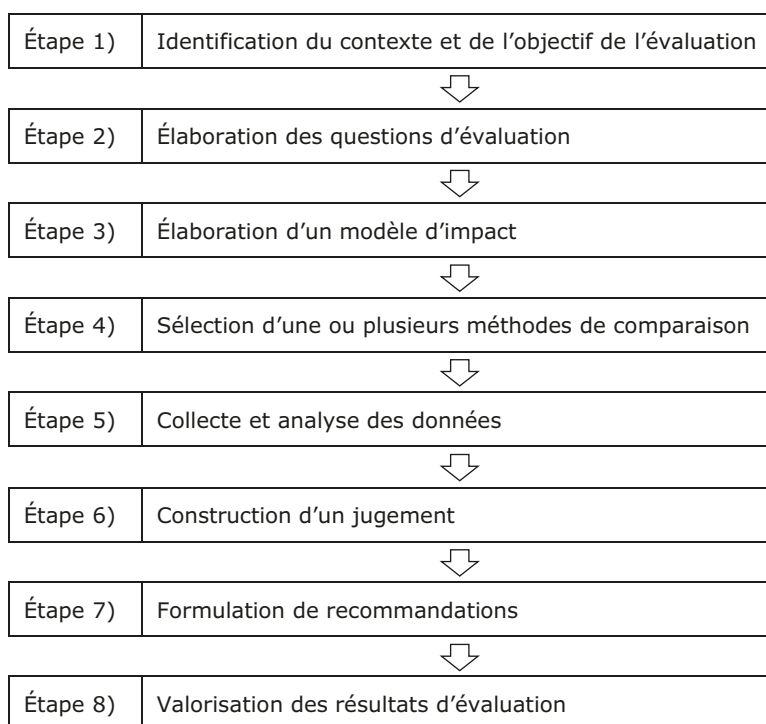 Étape 1) Identification du contexte et de l’objectif de l’évaluation
Étape 2) Élaboration des questions d’évaluation
Étape 3) Élaboration d’un modèle d’impact
Étape 4) Sélection d’une ou plusieurs méthodes de comparaison
Étape 5) Collecte et analyse des données
Étape 6) Construction d’un jugement
Étape 7) Formulation de recommandations
Étape 8) Valorisation des résultats d’évaluation